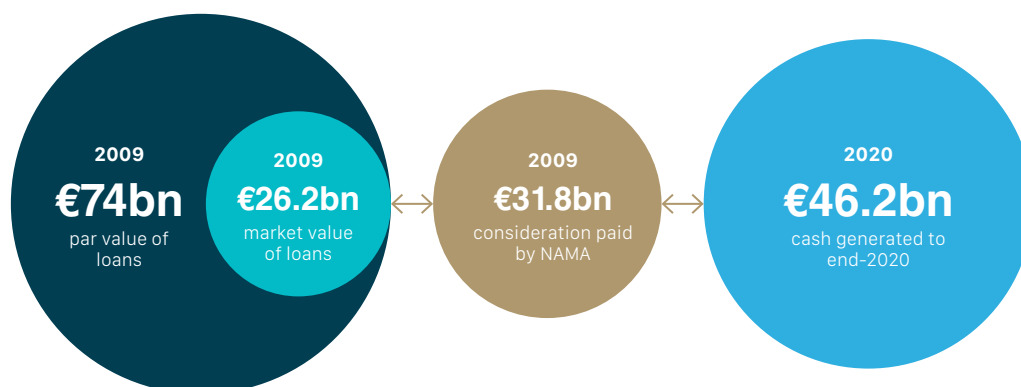 2009
€74bn
par value of
loans
2009
€26.2bn
market value
of loans
2009
€31.8bn
consideration paid
by NAMA
2020
€46.2bn
cash generated to
end-2020